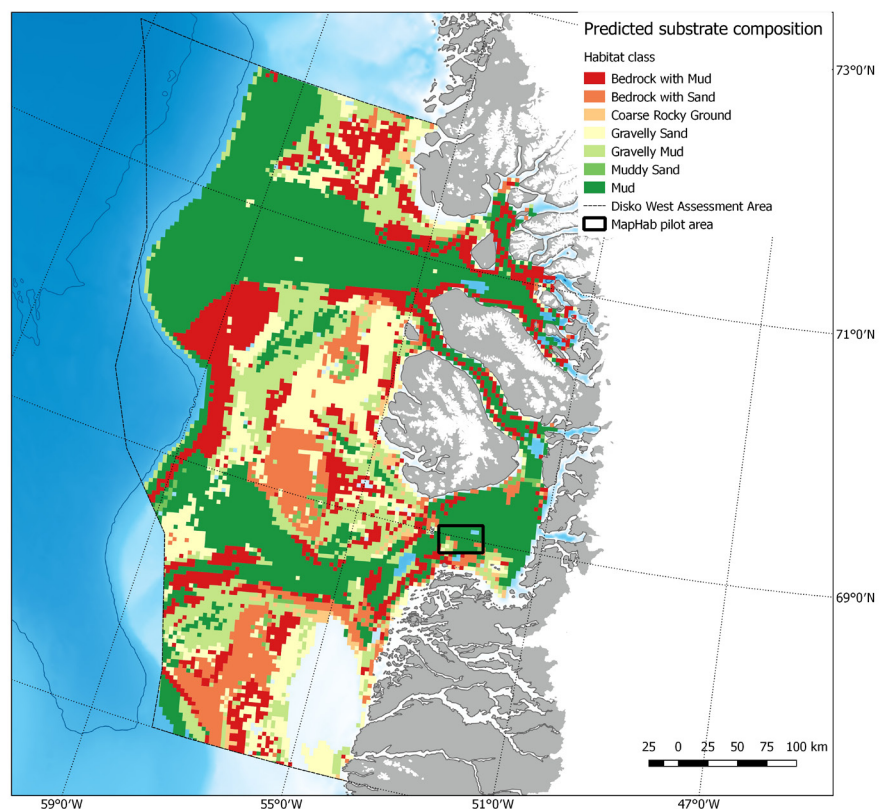 Predicted substrate composition
Habitat class
Bedrock with Mud
Bedrock with Sand
Coarse Rocky Ground
Gravelly Sand
Gravelly Mud
Muddy Sand
Mud
Disko West Assessment Area
MapHab pilot area
73°0'N
71°0'N
69°0'N
25 0 25 50 75 100 km
59°0'W 55°0'W 51°0'W 47°0'W